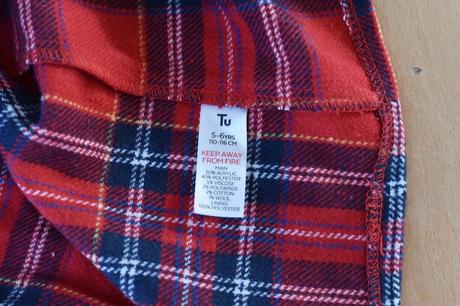 Tu
5-6YRS
110-116 CM
KEEP AWAY
FROM FIRE
MAIN
50% ACRYLIC
40% POLYESTER
5% VISCOSE
2% POLYAMIDE
2% COTTON
1% WOOL
LINING
100% POLYESTER